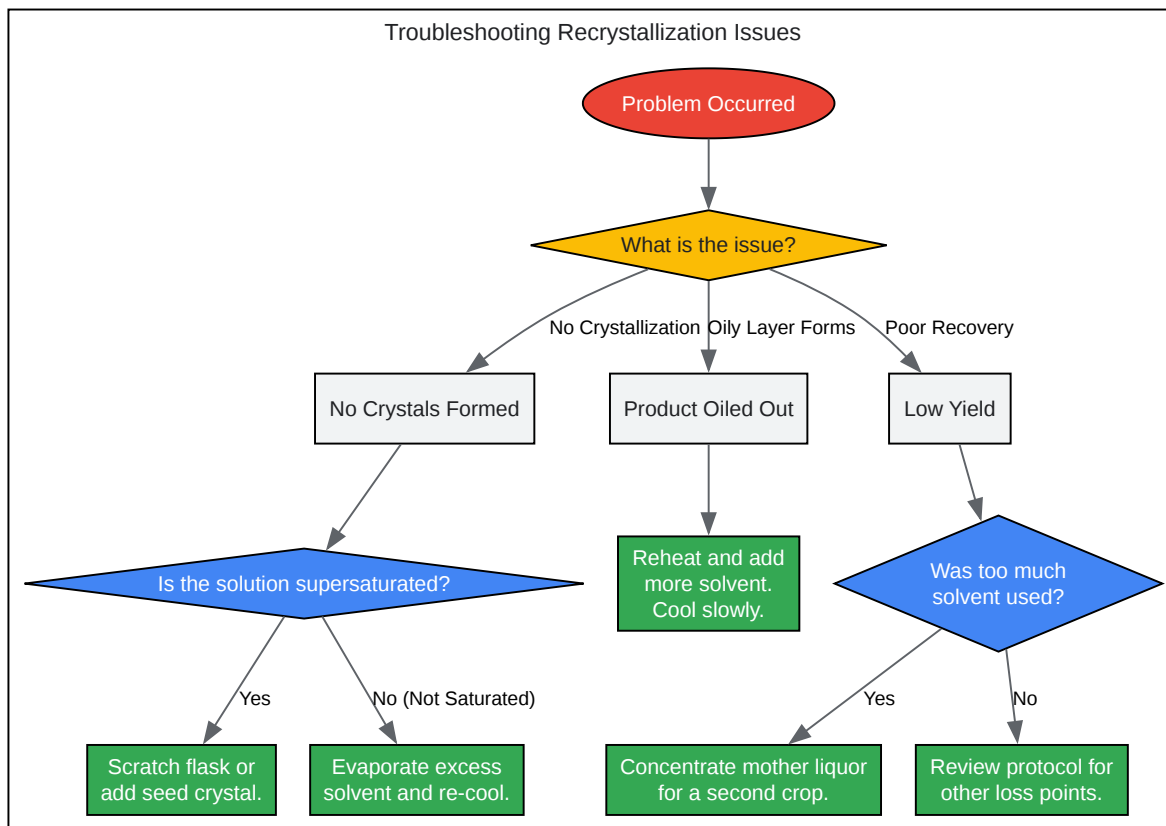 Troubleshooting Recrystallization Issues
Problem Occurred
What is the issue?
No Crystallization
Oily Layer Forms
Poor Recovery
No Crystals Formed
Product Oiled Out
Low Yield
Is the solution supersaturated?
Reheat and add
more solvent.
Cool slowly.
Was too much
solvent used?
Yes
No (Not Saturated)
Yes
No
Scratch flask or
add seed crystal.
Evaporate excess
solvent and re-cool.
Concentrate mother liquor
for a second crop.
Review protocol for
other loss points.